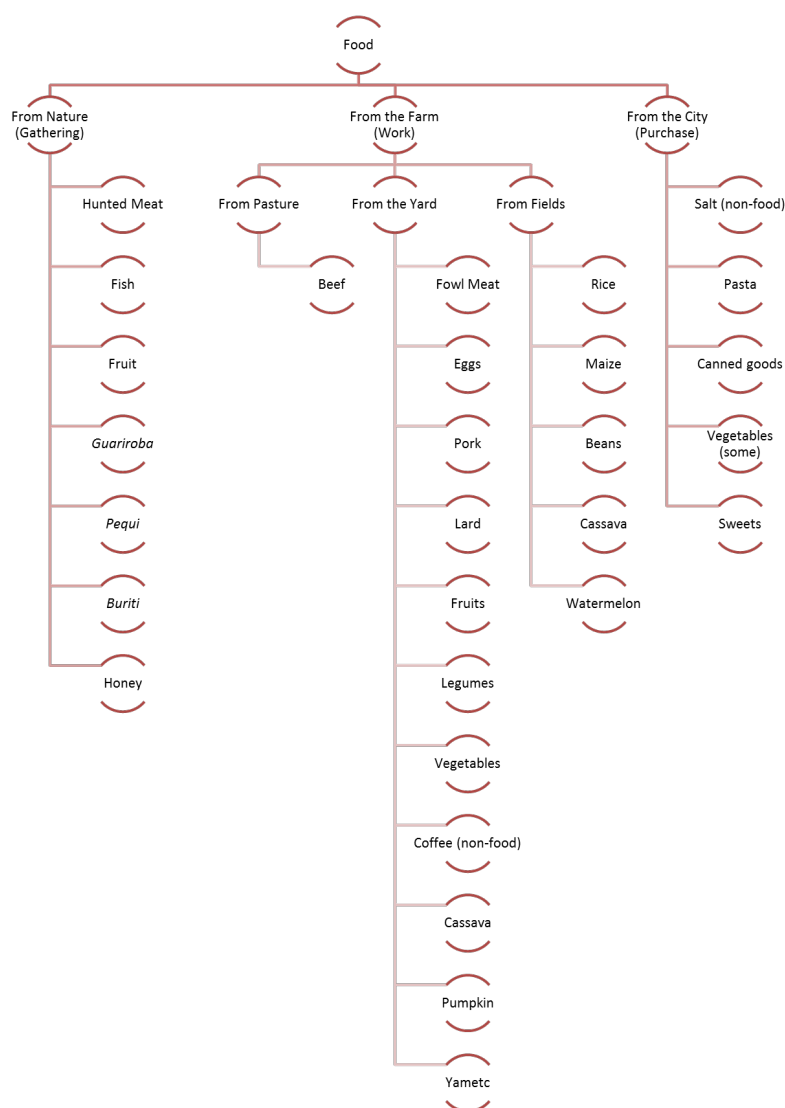 Food
From Nature
(Gathering)
From the Farm
(Work)
From the City
(Purchase)
Hunted Meat
Fish
Fruit
Guariroba
Pequi
Buriti
Honey
From Pasture
Beef
From the Yard
Fowl Meat
Eggs
Pork
Lard
Fruits
Legumes
Vegetables
Coffee (non-food)
Cassava
Pumpkin
Yametc
From Fields
Rice
Maize
Beans
Cassava
Watermelon
Salt (non-food)
Pasta
Canned goods
Vegetables
(some)
Sweets